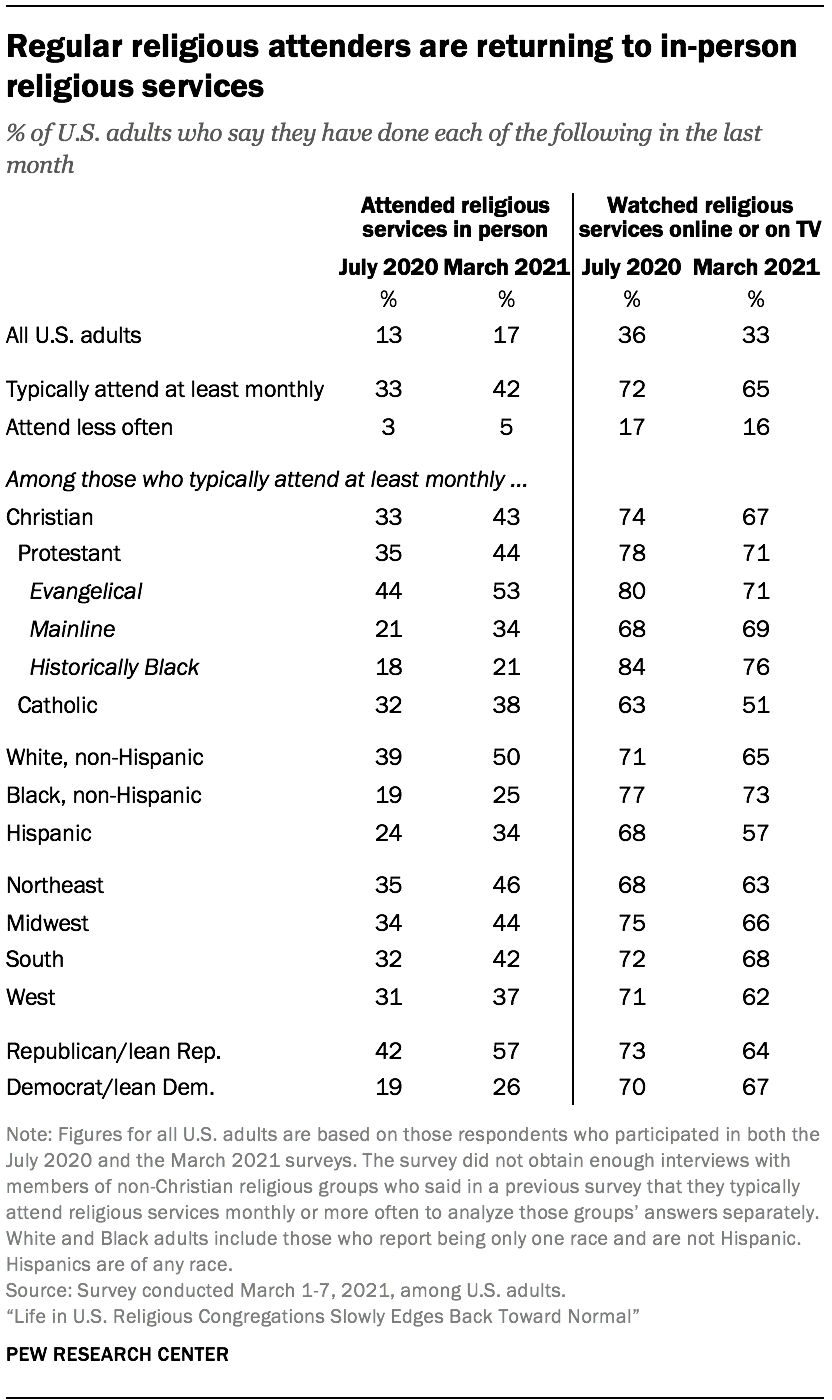 Regular religious attenders are returning to in-person
religious services
% of U.S. adults who say they have done each of the following in the last
month
Attended religious services in person
Watched religious services online or on TV
July 2020 March 2021 July 2020 March 2021
% % % %
All U.S. adults 13 17 36 33
Typically attend at least monthly 33 42 72 65
Attend less often 3 5 17 16
Among those who typically attend at least monthly ...
Christian 33 43 74 67
Protestant 35 44 78 71
Evangelical 44 53 80 71
Mainline 21 34 68 69
Historically Black 18 21 84 76
Catholic 32 38 63 51
White, non-Hispanic 39 50 71 65
Black, non-Hispanic 19 25 77 73
Hispanic 24 34 68 57
Northeast 35 46 68 63
Midwest 34 44 75 66
South 32 42 72 68
West 31 37 71 62
Republican/lean Rep. 42 57 73 64
Democrat/lean Dem. 19 26 70 67
Note: Figures for all U.S. adults are based on those respondents who participated in both the
July 2020 and the March 2021 surveys. The survey did not obtain enough interviews with
members of non-Christian religious groups who said in a previous survey that they typically
attend religious services monthly or more often to analyze those groups’ answers separately.
White and Black adults include those who report being only one race and are not Hispanic.
Hispanics are of any race.
Source: Survey conducted March 1-7, 2021, among U.S. adults.
“Life in U.S. Religious Congregations Slowly Edges Back Toward Normal”
PEW RESEARCH CENTER